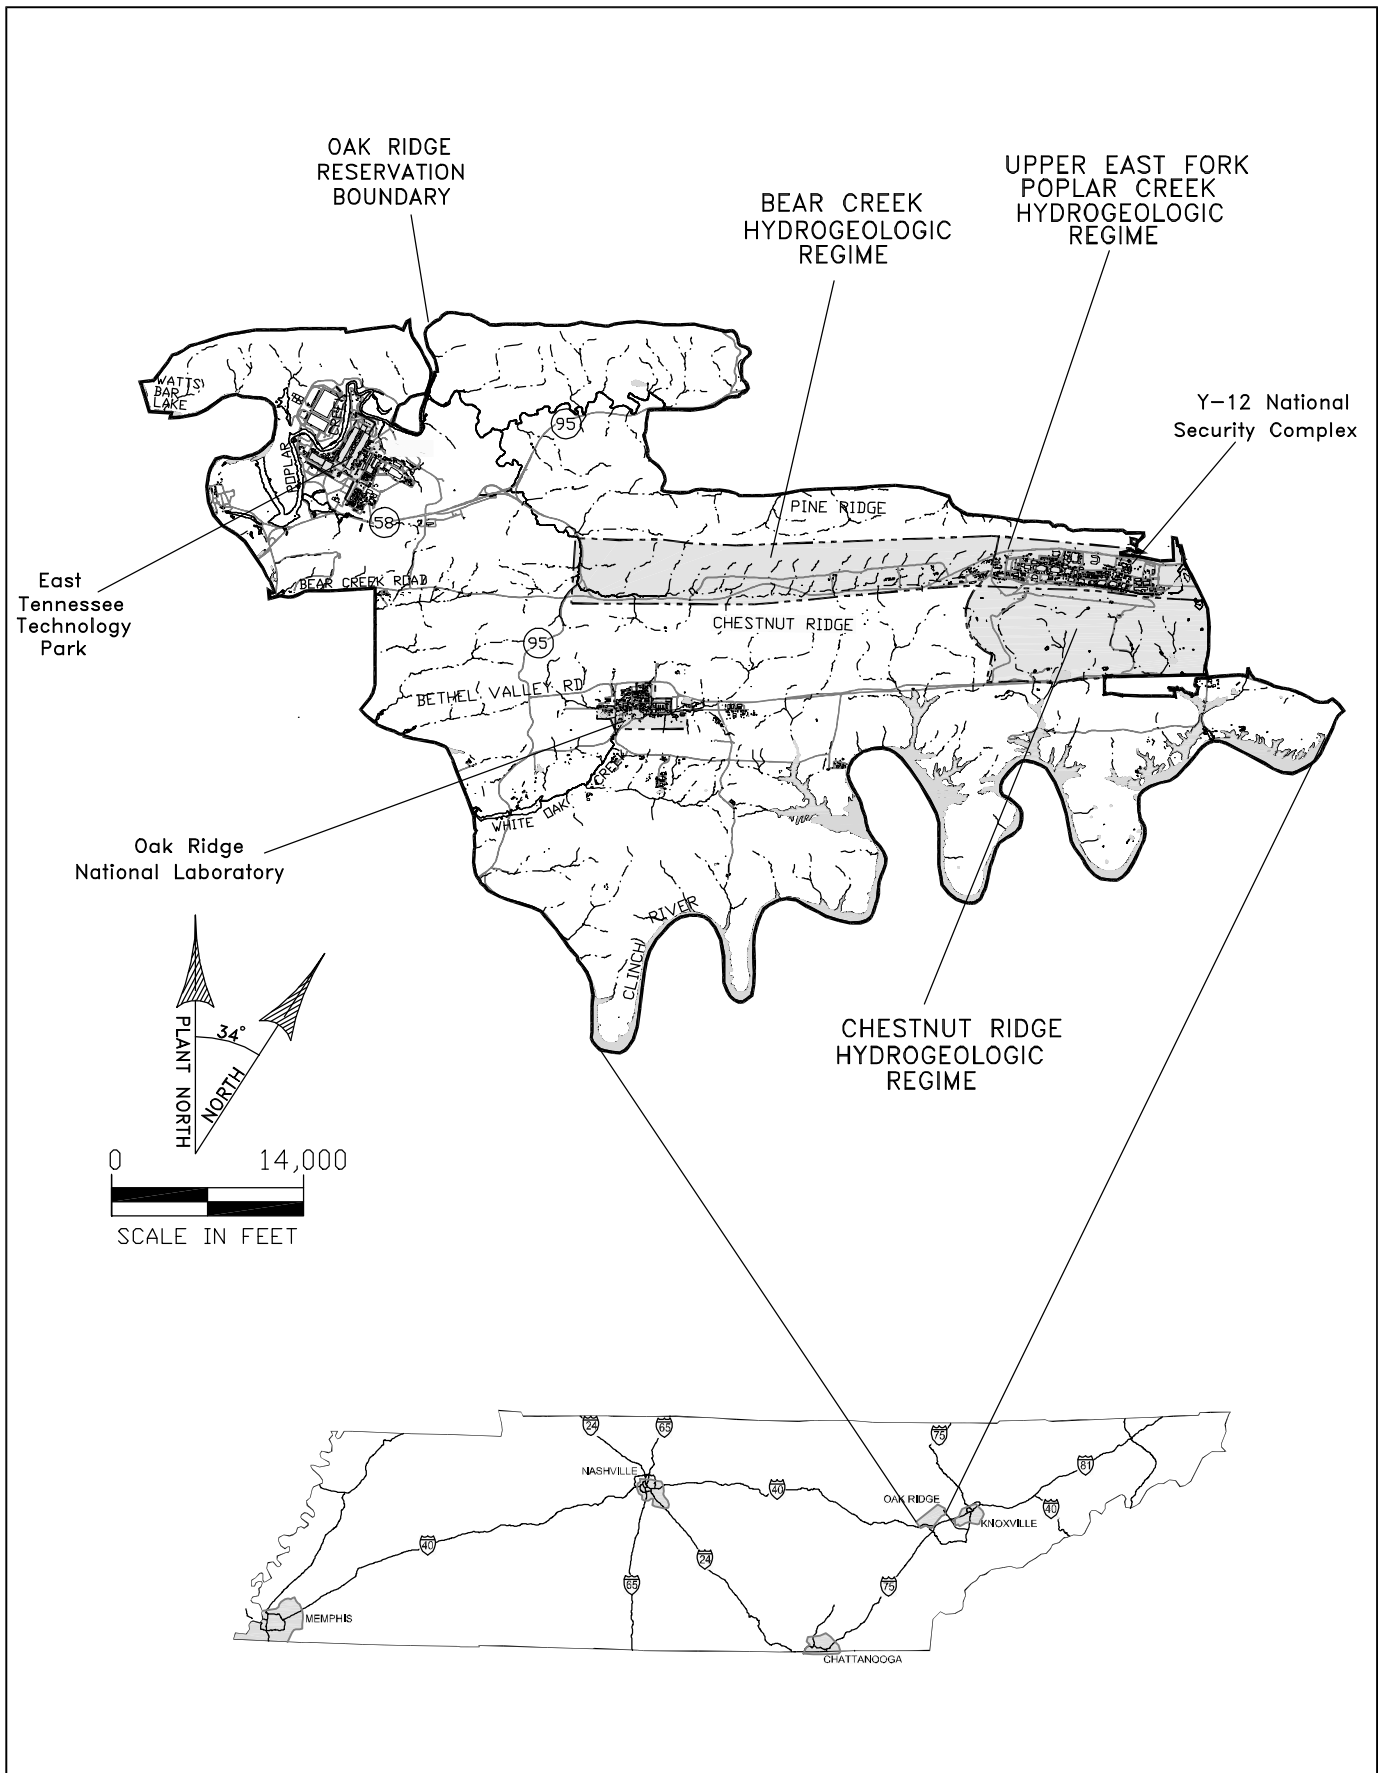 OAK RIDGE
RESERVATION
BOUNDARY
BEAR CREEK
HYDROGEOLOGIC
REGIME
UPPER EAST FORK
POPLAR CREEK
HYDROGEOLOGIC
REGIME
WATTS
BAR
LAKE
POPLAR
95
58
Y-12 National
Security Complex
PINE RIDGE
East
Tennessee
Technology
Park
BEAR CREEK ROAD
CHESTNUT RIDGE
95
BETHEL VALLEY RD
WHITE OAK CREEK
Oak Ridge
National Laboratory
CLINCH RIVER
CHESTNUT RIDGE
HYDROGEOLOGIC
REGIME
PLANT NORTH
34°
NORTH
0 14,000
SCALE IN FEET
24
65
75
NASHVILLE
40
81
OAK RIDGE
KNOXVILLE
40
40
24
65
75
MEMPHIS
CHATTANOOGA